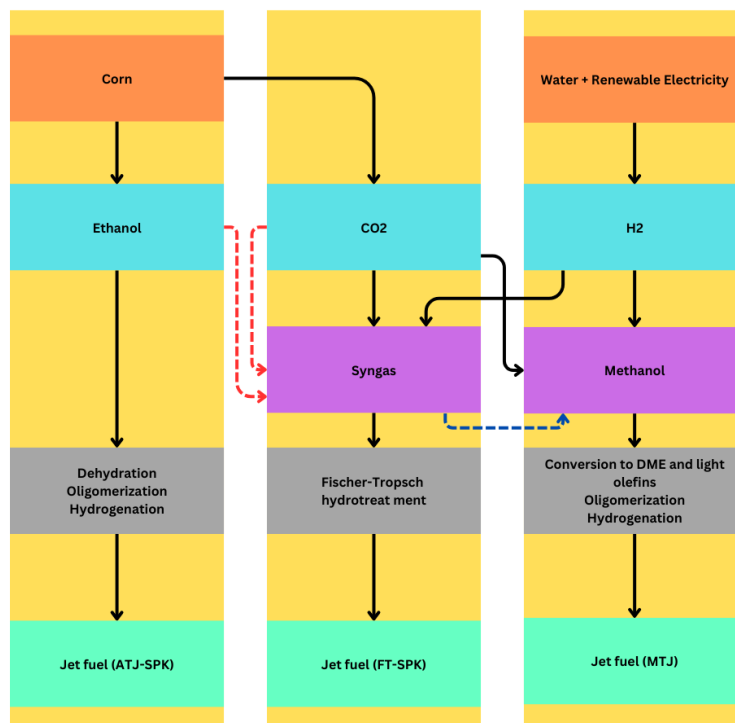 Corn
Water + Renewable Electricity
Ethanol
CO2
H2
Syngas
Methanol
Dehydration
Oligomerization
Hydrogenation
Fischer-Tropsch
hydrotreat ment
Conversion to DME and light
olefins
Oligomerization
Hydrogenation
Jet fuel (ATJ-SPK)
Jet fuel (FT-SPK)
Jet fuel (MTJ)